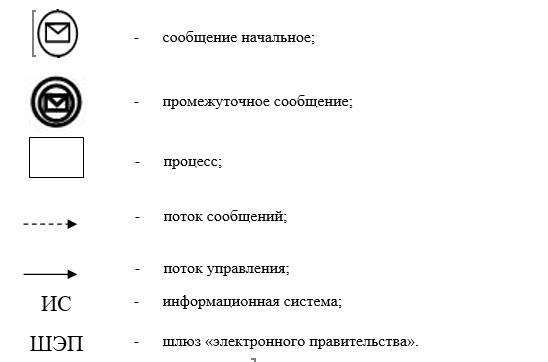 - сообщение начальное;
- промежуточное сообщение;
- процесс;
- поток сообщений;
- поток управления;
ИС - информационная система;
ШЭП - шлюз «электронного правительства».